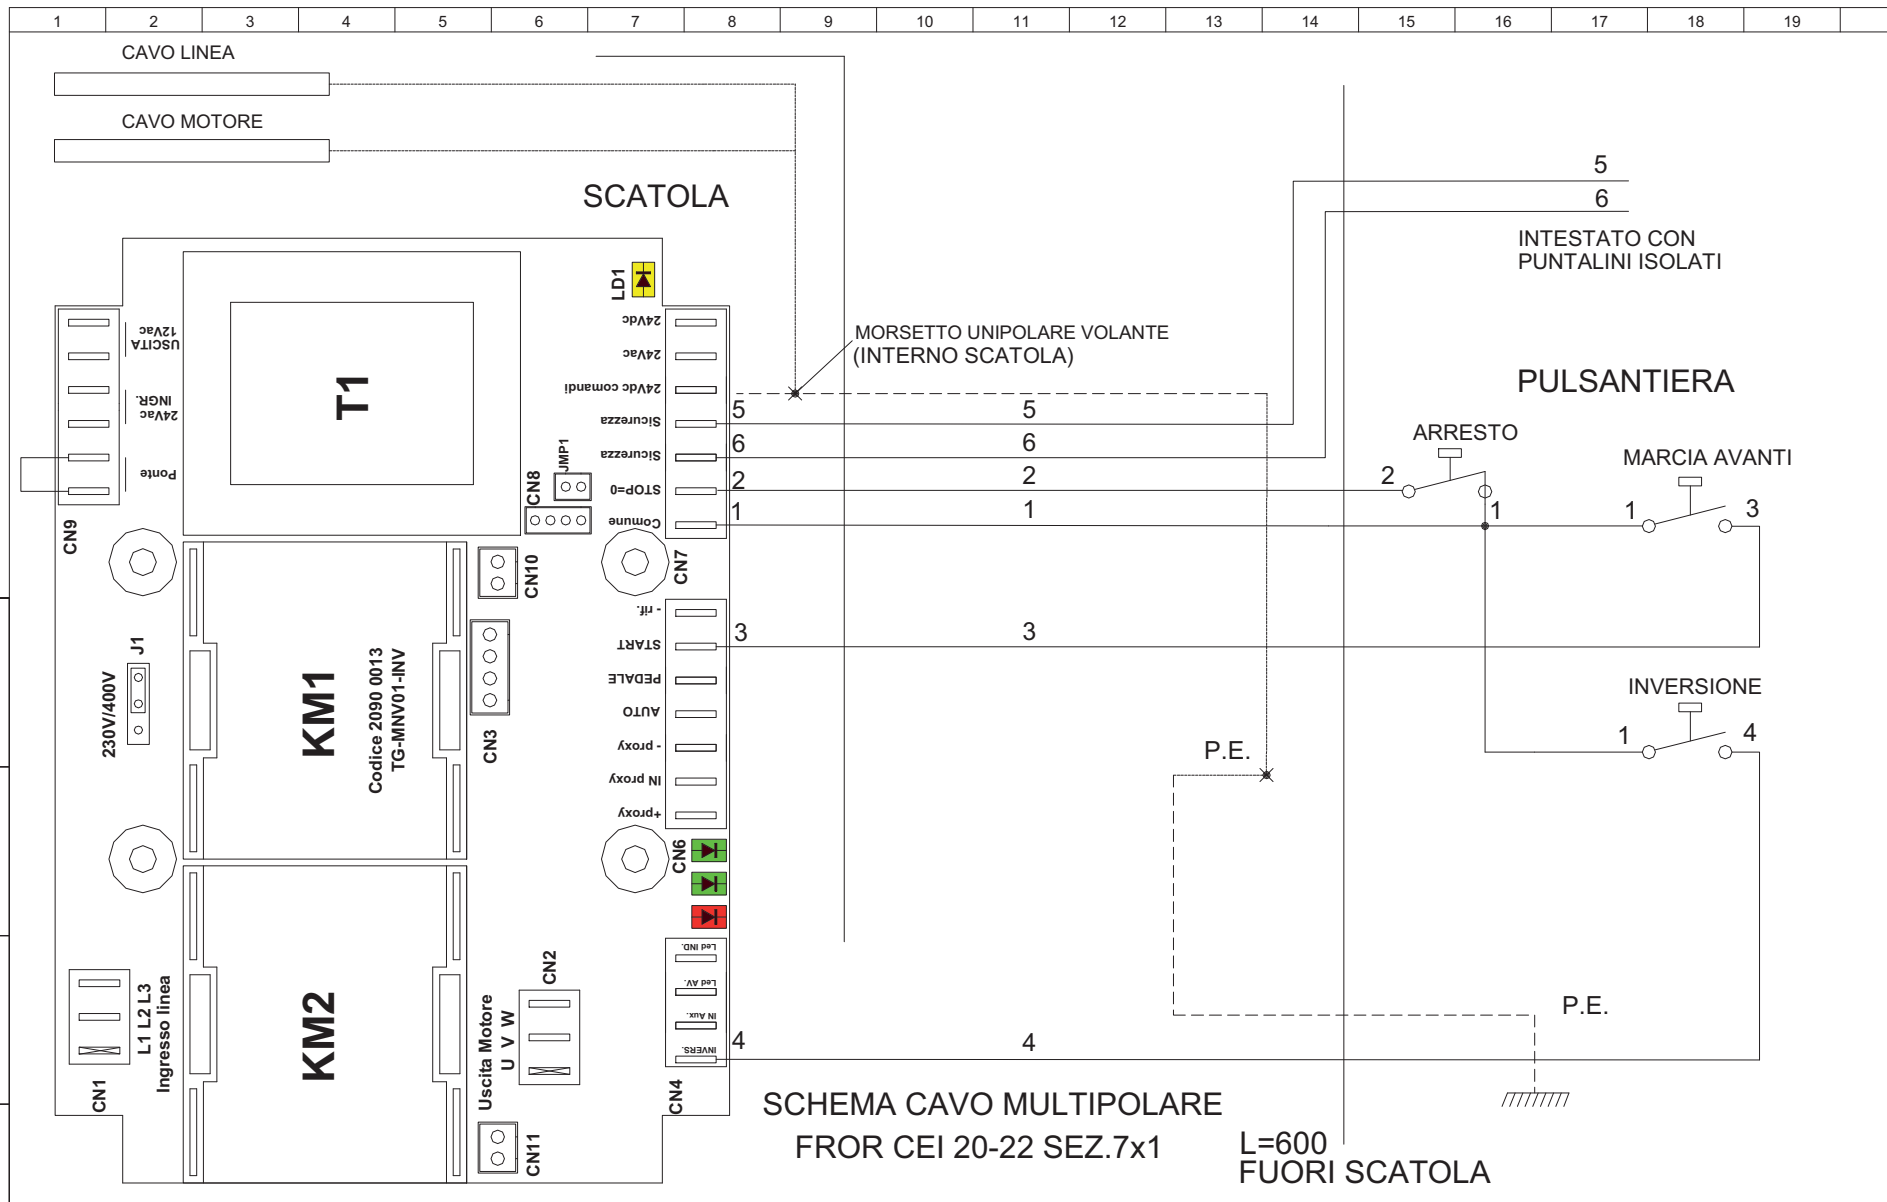 1 2 3 4 5 6 7 8 9 10 11 12 13 14 15 16 17 18 19
CAVO LINEA
CAVO MOTORE
SCATOLA
5
6
INTESTATO CON
PUNTALINI ISOLATI
MORSETTO UNIPOLARE VOLANTE
(INTERNO SCATOLA)
PULSANTIERA
LD1
USCITA
12Vac
INGR.
24Vac
Ponte
CN9
T1
24Vdc
24Vac
24Vdc comandi
Sicurezza
Sicurezza
STOP=0
Comune
CN7
JMP1
CN8
CN10
5 5
6 6
2 2 2
1 1 1
ARRESTO
MARCIA AVANTI
1 3
J1
230V/400V
KM1
Codice 2090 0013
TG-MNV01-INV
CN3
- rif.
START
PEDALE
AUTO
- proxy
IN proxy
+proxy
CN6
3 3
INVERSIONE
1 4
P.E.
P.E.
KM2
L1 L2 L3
Ingresso linea
CN1
Uscita Motore
U V W
CN2
CN11
Led IND.
Led AV.
IN Aux.
INVERS.
CN4
4 4
SCHEMA CAVO MULTIPOLARE
FROR CEI 20-22 SEZ.7x1
L=600
FUORI SCATOLA